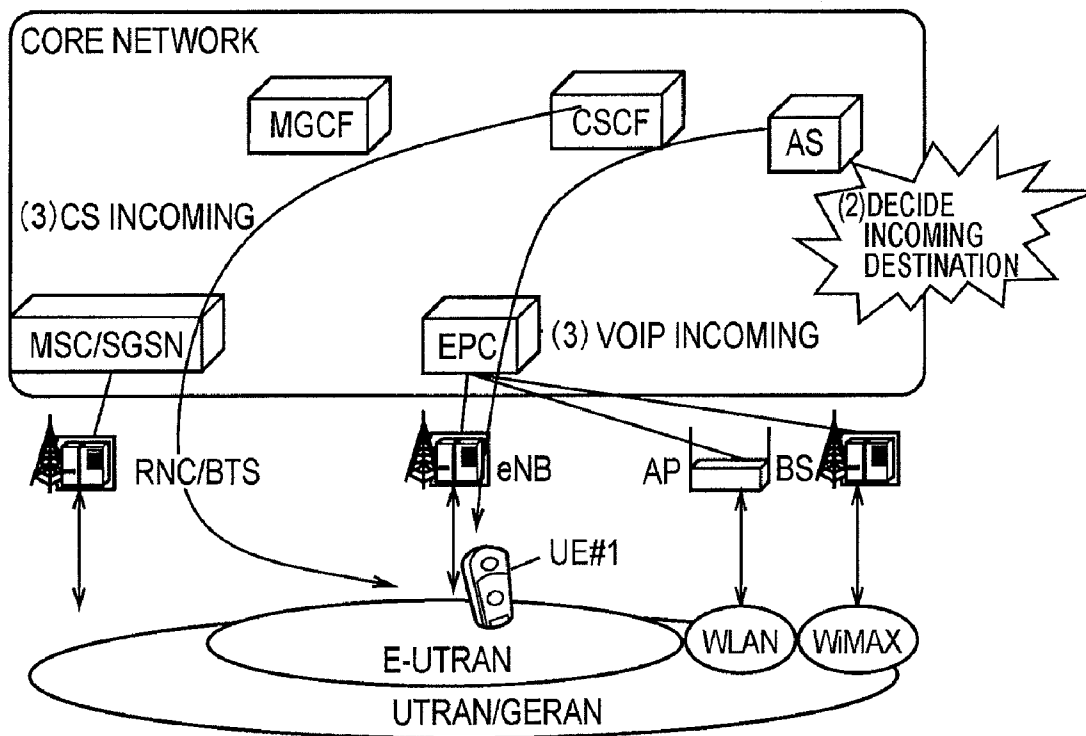 CORE NETWORK
MGCF
CSCF
AS
(3)CS INCOMING
(2)DECIDE
INCOMING
DESTINATION
MSC/SGSN
EPC
(3) VOIP INCOMING
RNC/BTS
eNB
AP
BS
UE#1
E-UTRAN
WLAN
WiMAX
UTRAN/GERAN